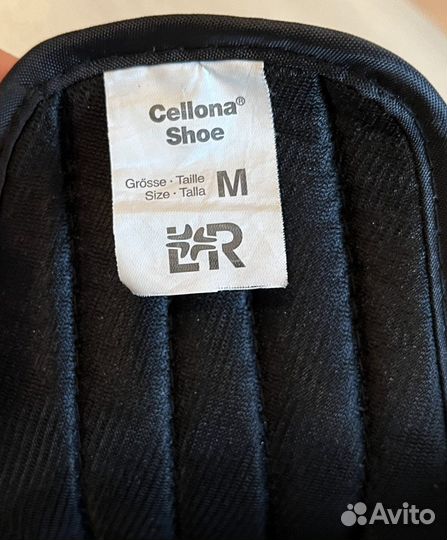 Cellona®
Shoe
Grösse · Taille
Size · Talla M
L&R
Avito